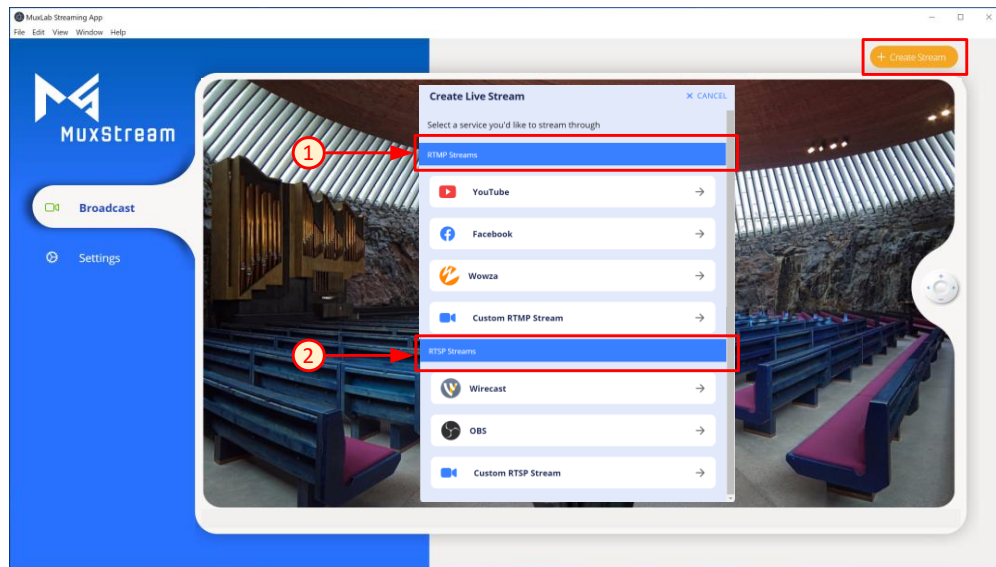 MuxLab Streaming App
File Edit View Window Help
+ Create Stream
MuxStream
Broadcast
Settings
Create Live Stream
× CANCEL
Select a service you'd like to stream through
1
RTMP Streams
YouTube
Facebook
Wowza
Custom RTMP Stream
2
RTSP Streams
Wirecast
OBS
Custom RTSP Stream